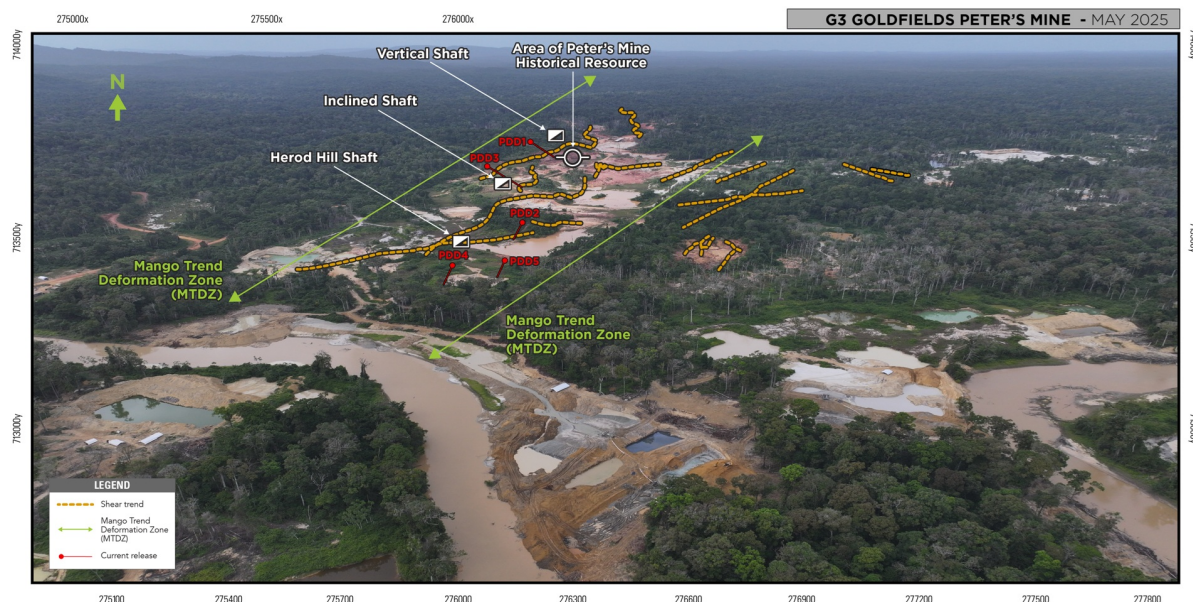 275000x
275500x
276000x
G3 GOLDFIELDS PETER'S MINE - MAY 2025
714000y
713500y
713000y
N
Vertical Shaft
Area of Peter's Mine
Historical Resource
Inclined Shaft
Herod Hill Shaft
PDD1
PDD3
PDD2
PDD4
PDD5
Mango Trend
Deformation Zone
(MTDZ)
Mango Trend
Deformation Zone
(MTDZ)
LEGEND
Shear trend
Mango Trend
Deformation Zone
(MTDZ)
Current release
275100
275400
275700
276000
276300
276600
276900
277200
277500
277800